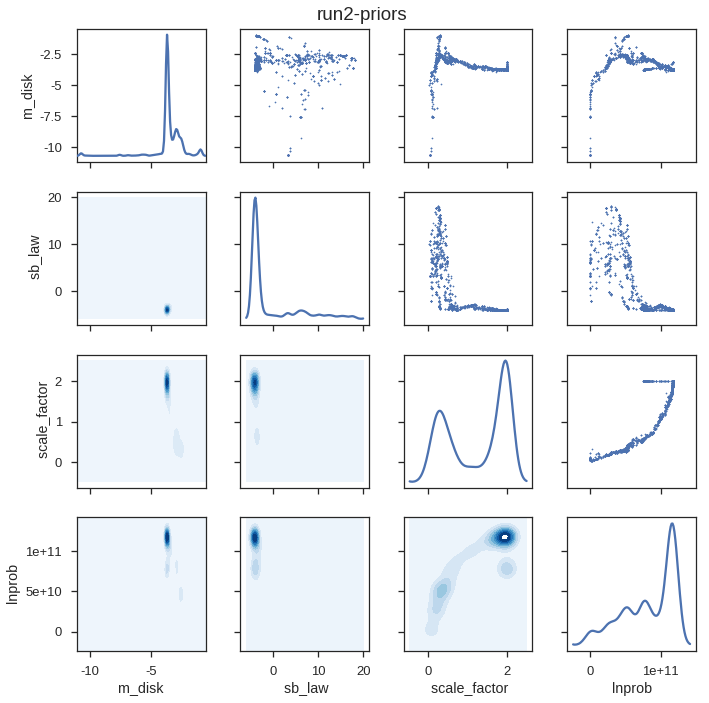 run2-priors
m_disk
-2.5
-5
-7.5
-10
sb_law
20
10
0
scale_factor
2
1
0
lnprob
1e+11
5e+10
0
-10 -5 0 10 20 0 2 0 1e+11
m_disk sb_law scale_factor lnprob